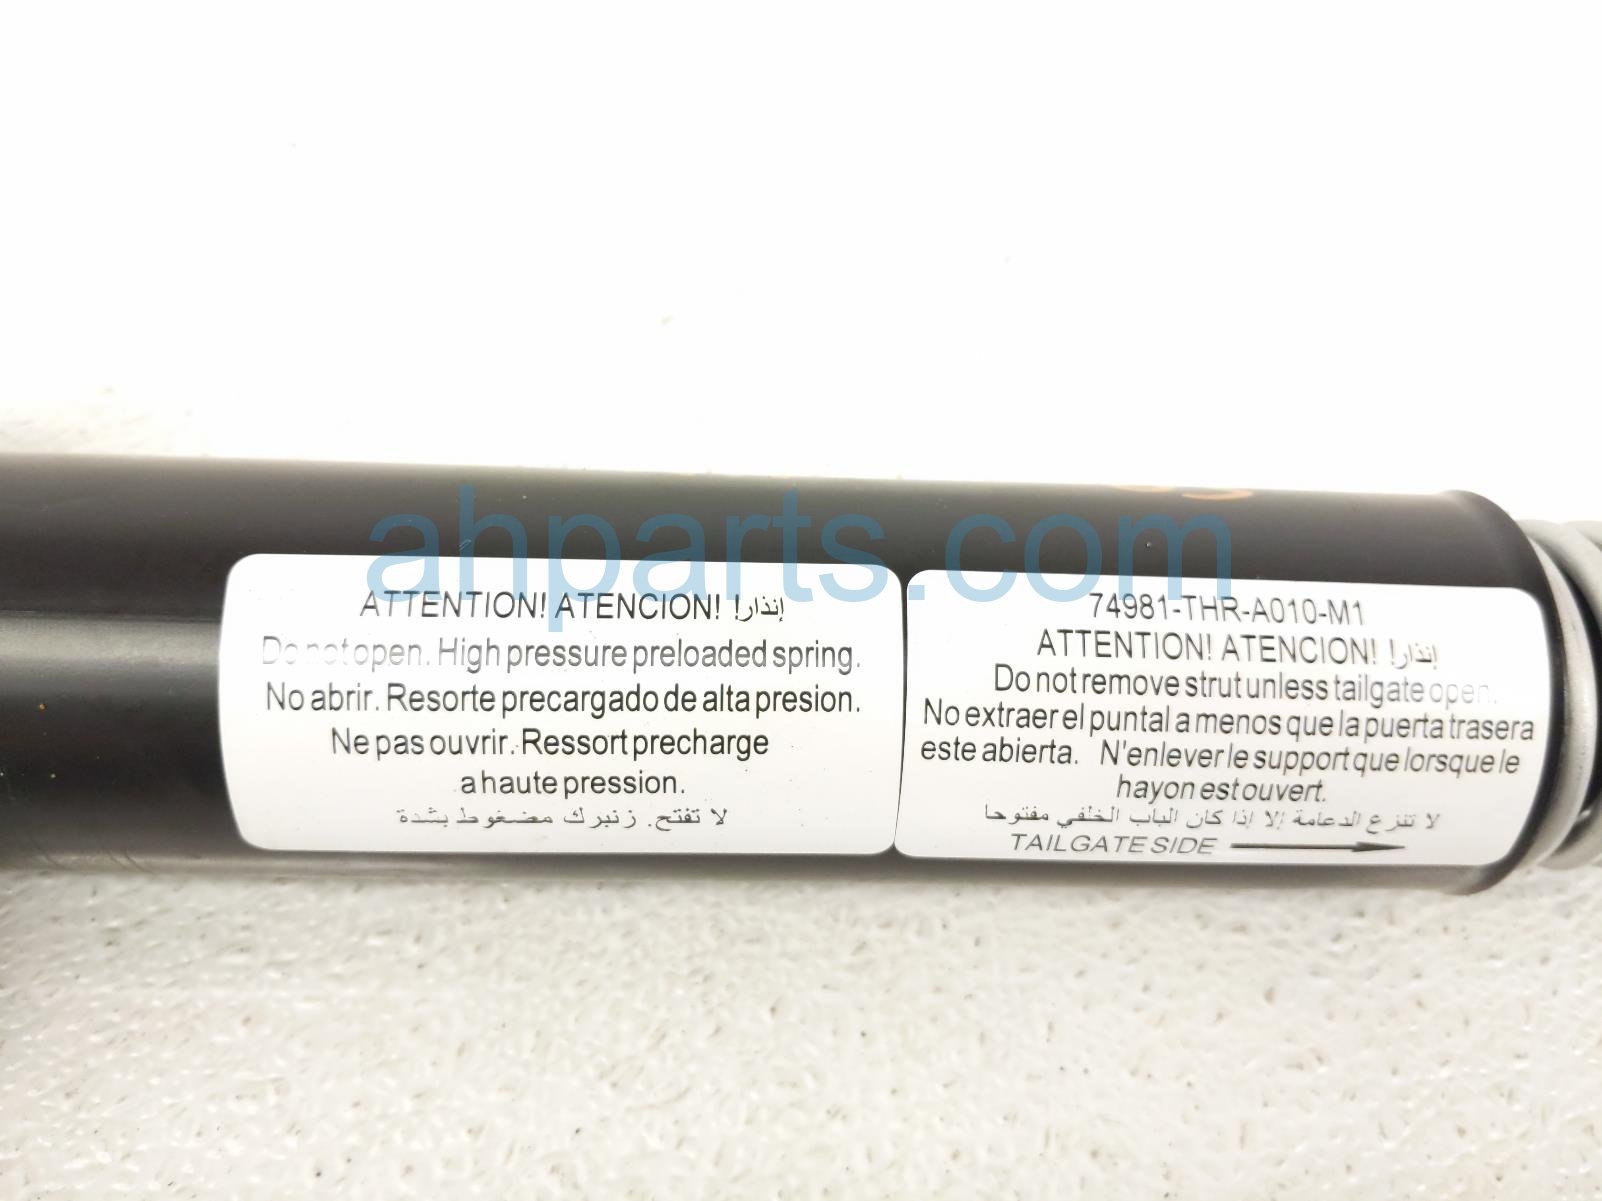 ahparts.com
ATTENTION! ATENCION! إنذار!
Do not open. High pressure preloaded spring.
No abrir. Resorte precargado de alta presion.
Ne pas ouvrir. Ressort precharge
a haute pression.
لا تفتح. زنبرك مضغوط بشدة
74981-THR-A010-M1
ATTENTION! ATENCION! إنذار!
Do not remove strut unless tailgate open.
No extraer el puntal a menos que la puerta trasera
este abierta. N'enlever le support que lorsque le
hayon est ouvert.
لا تنزع الدعامة إلا إذا كان الباب الخلفي مفتوحا
TAILGATE SIDE